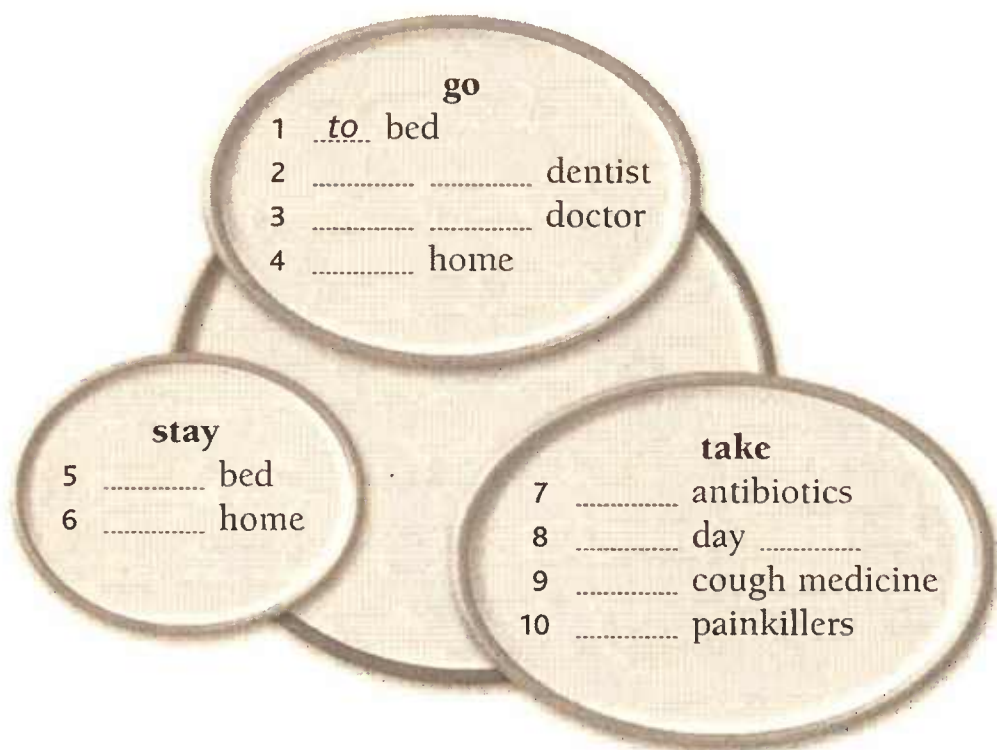 go
1 to bed
2 ........ ........ dentist
3 ........ ........ doctor
4 ........ home
stay
5 ........ bed
6 ........ home
take
7 ........ antibiotics
8 ........ day ........
9 ........ cough medicine
10 ........ painkillers